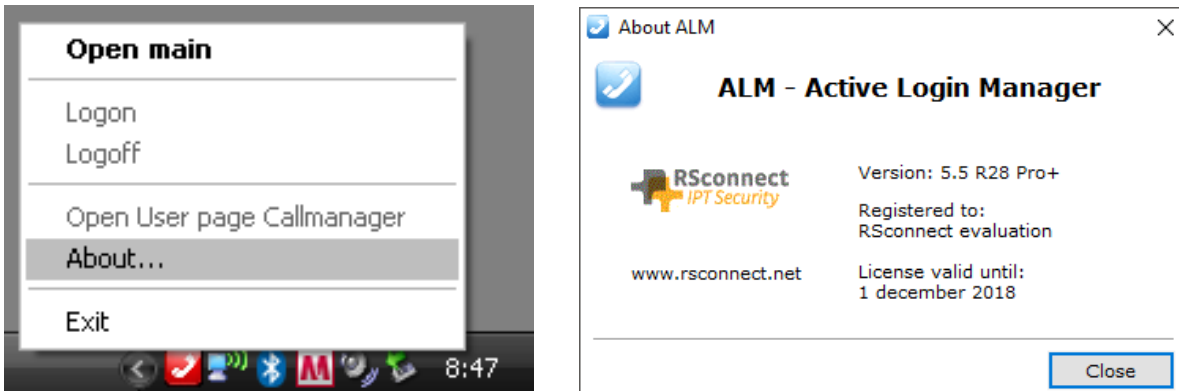 Open main
Logon
Logoff
Open User page Callmanager
About...
Exit
8:47
About ALM
ALM - Active Login Manager
RSconnect
IPT Security
www.rsconnect.net
Version: 5.5 R28 Pro+
Registered to:
RSconnect evaluation
License valid until:
1 december 2018
Close